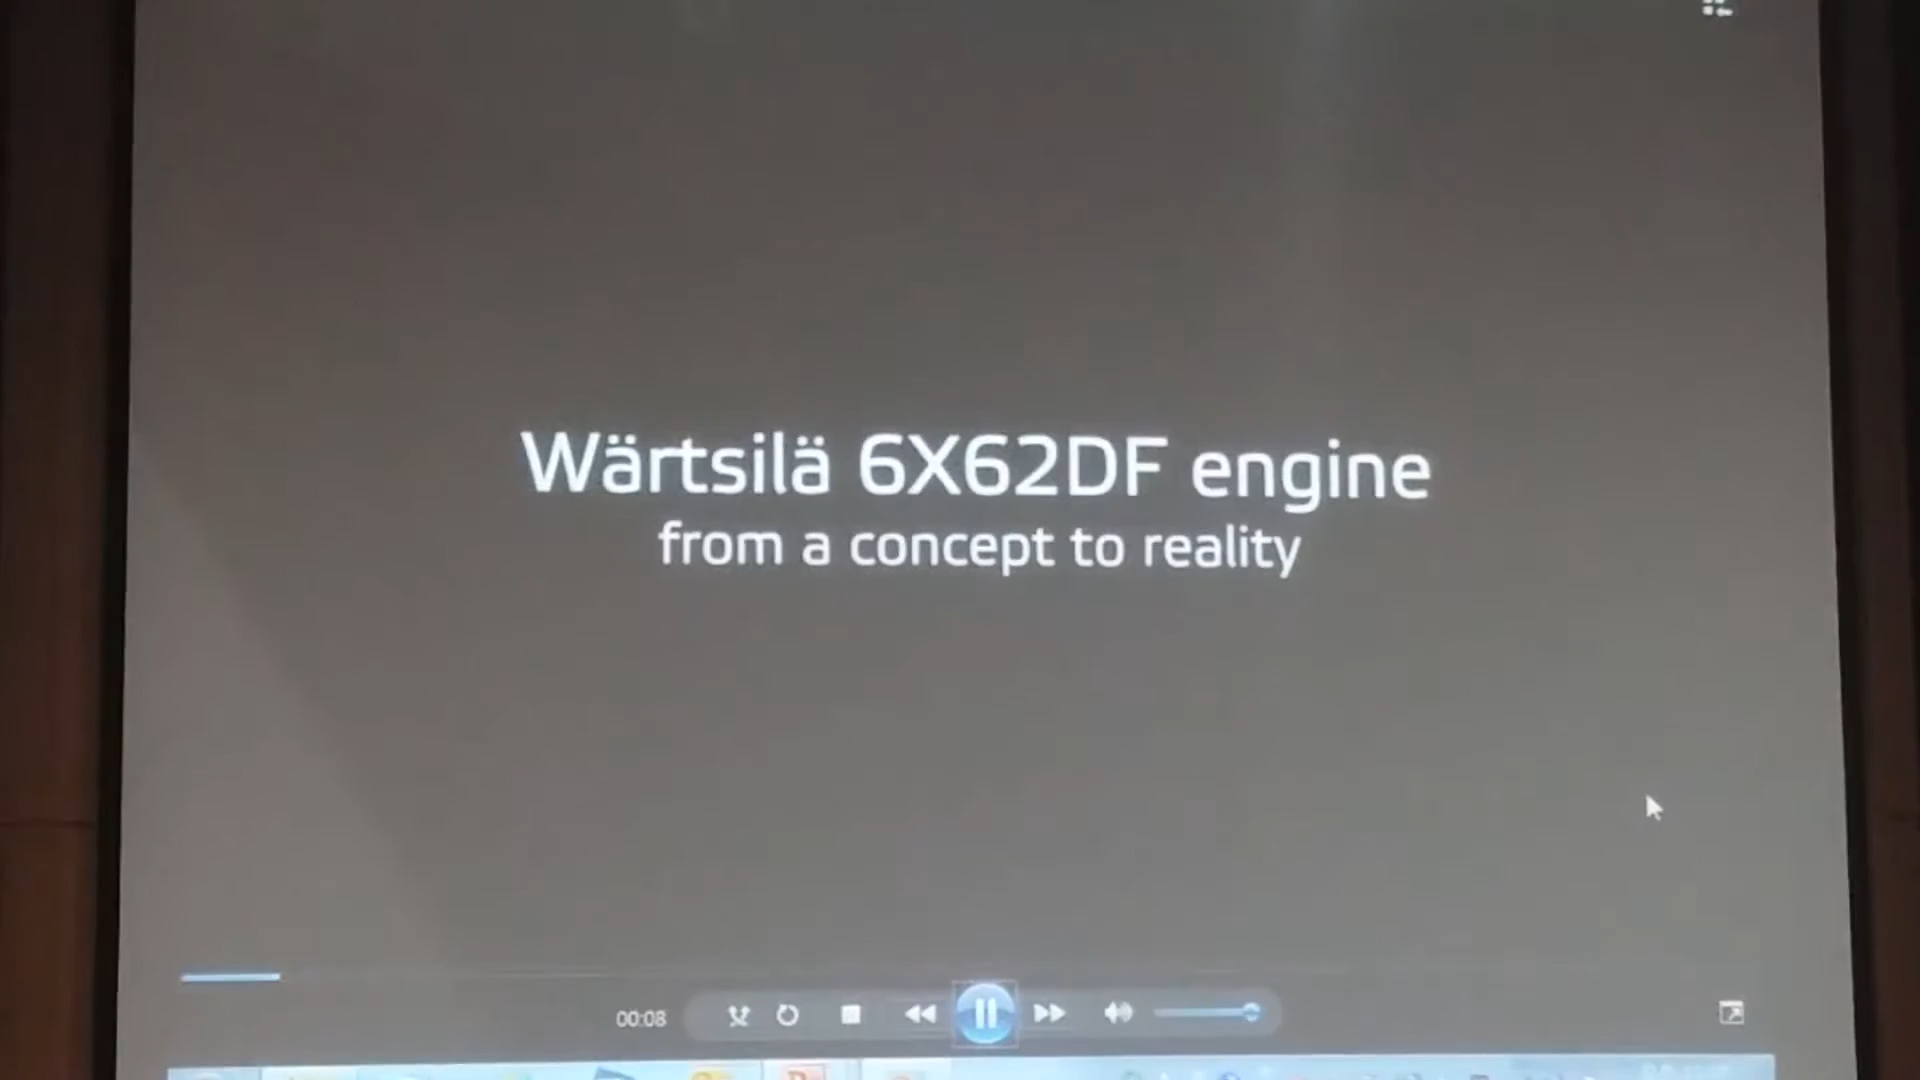 Wärtsilä 6X62DF engine
from a concept to reality
00:08